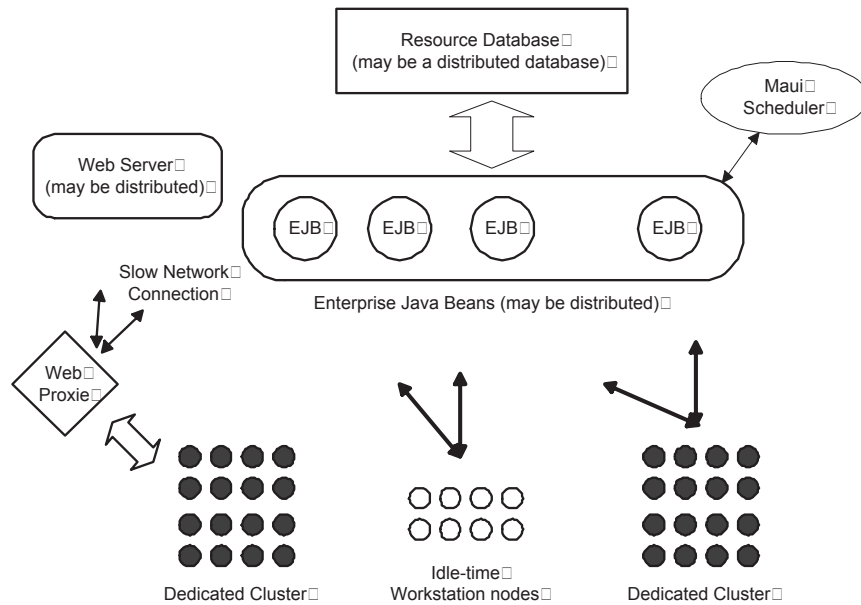 Resource Database
(may be a distributed database)
Maui
Scheduler
Web Server
(may be distributed)
EJB
EJB
EJB
EJB
Slow Network
Connection
Enterprise Java Beans (may be distributed)
Web
Proxie
Dedicated Cluster
Idle-time
Workstation nodes
Dedicated Cluster